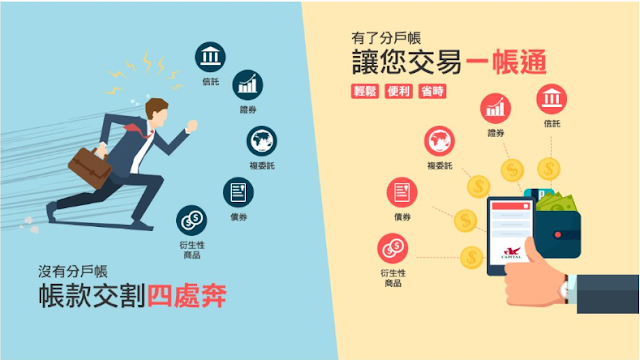 信託
證券
複委託
債券
衍生性
商品
沒有分戶帳
帳款交割四處奔
有了分戶帳
讓您交易一帳通
輕鬆 便利 省時
信託
證券
複委託
債券
衍生性
商品
CAPITAL